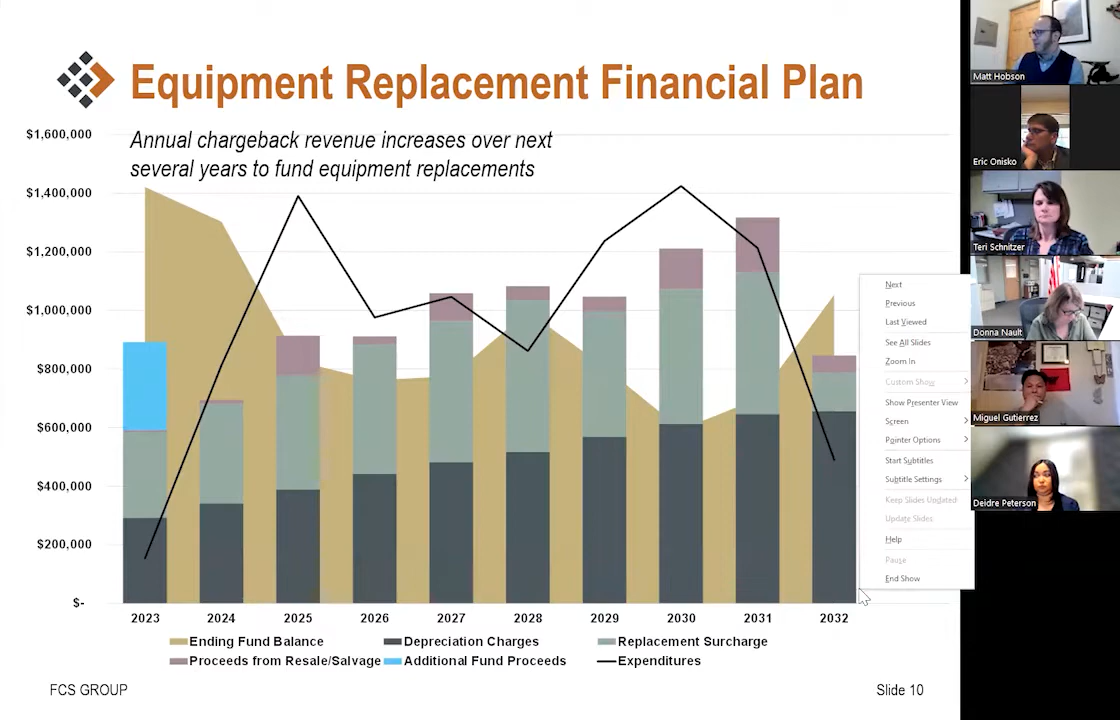 Equipment Replacement Financial Plan
Annual chargeback revenue increases over next
several years to fund equipment replacements
$1,600,000
$1,400,000
$1,200,000
$1,000,000
$800,000
$600,000
$400,000
$200,000
$-
2023 2024 2025 2026 2027 2028 2029 2030 2031 2032
Ending Fund Balance Depreciation Charges Replacement Surcharge
Proceeds from Resale/Salvage Additional Fund Proceeds Expenditures
FCS GROUP
Slide 10
Next
Previous
Last Viewed
See All Slides
Zoom In
Custom Show
Show Presenter View
Screen
Pointer Options
Start Subtitles
Subtitle Settings
Keep Slides Updated
Update Slides
Help
Pause
End Show
Matt Hobson
Eric Onisko
Teri Schnitzer
Donna Nault
Miguel Gutierrez
Deidre Peterson